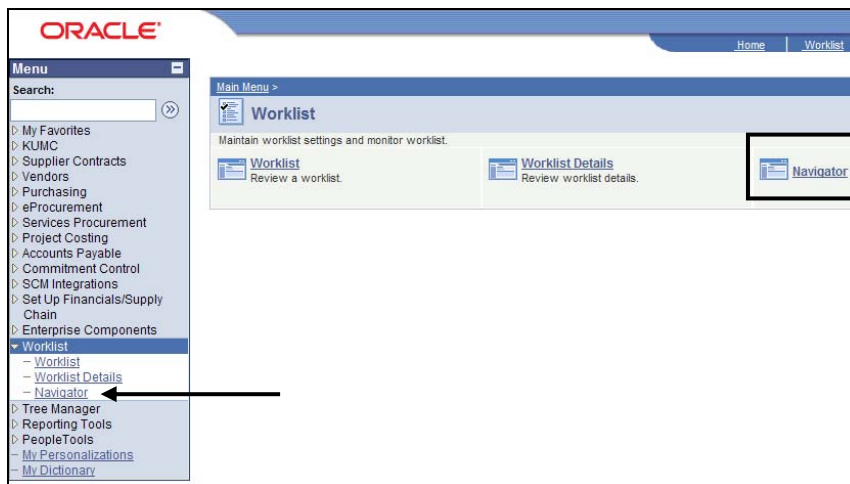 ORACLE
Home Worklist
Menu
Search:
My Favorites
KUMC
Supplier Contracts
Vendors
Purchasing
eProcurement
Services Procurement
Project Costing
Accounts Payable
Commitment Control
SCM Integrations
Set Up Financials/Supply
Chain
Enterprise Components
Worklist
Worklist
Worklist Details
Navigator
Tree Manager
Reporting Tools
PeopleTools
My Personalizations
My Dictionary
Main Menu >
Worklist
Maintain worklist settings and monitor worklist.
Worklist
Review a worklist.
Worklist Details
Review worklist details.
Navigator